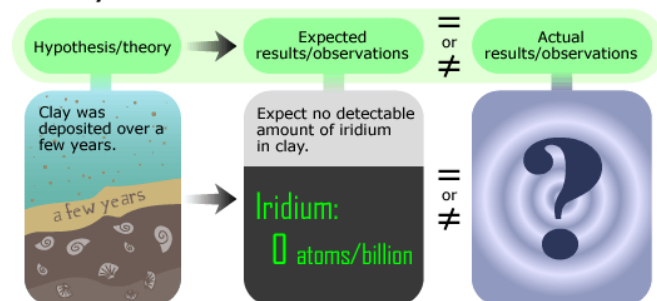 Hypothesis/theory
Expected
results/observations
=
or
≠
Actual
results/observations
Clay was
deposited over a
few years.
a few years
Expect no detectable
amount of iridium
in clay.
Iridium:
0 atoms/billion
=
or
≠
?